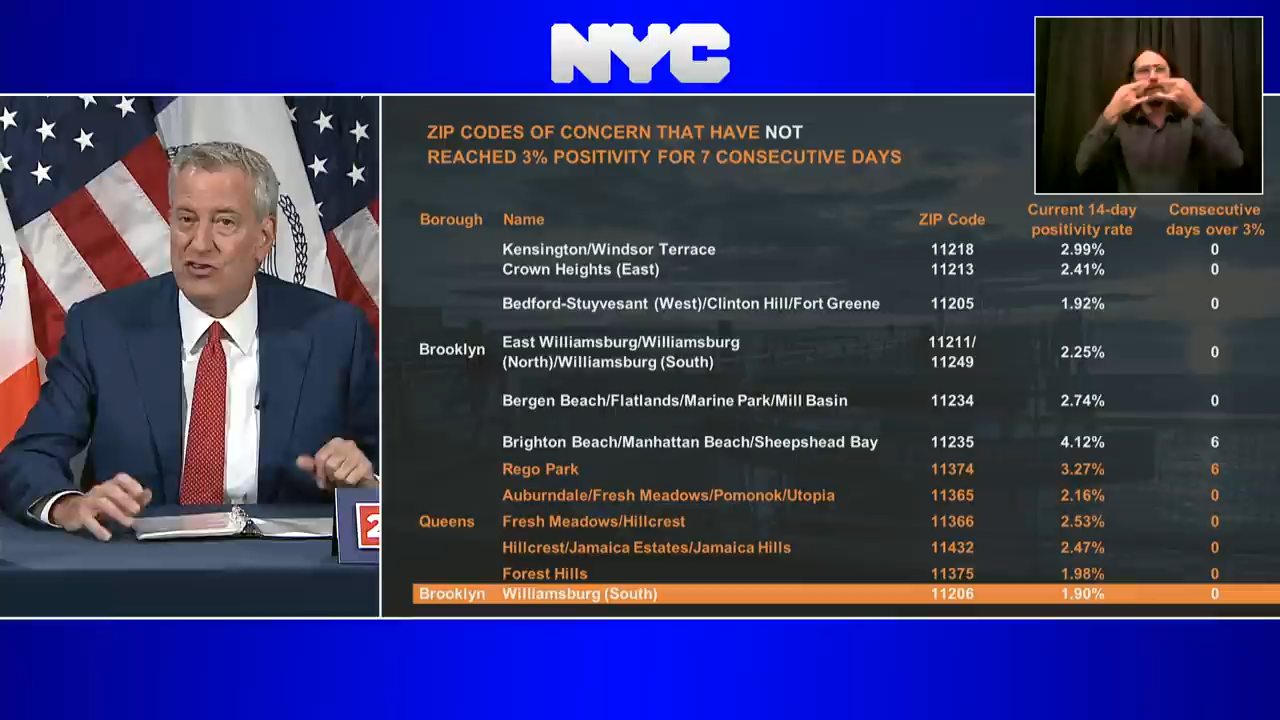 NYC
ZIP CODES OF CONCERN THAT HAVE NOT
REACHED 3% POSITIVITY FOR 7 CONSECUTIVE DAYS
Borough Name ZIP Code Current 14-day positivity rate Consecutive days over 3%
Kensington/Windsor Terrace 11218 2.99% 0
Crown Heights (East) 11213 2.41% 0
Bedford-Stuyvesant (West)/Clinton Hill/Fort Greene 11205 1.92% 0
Brooklyn East Williamsburg/Williamsburg 11211/
(North)/Williamsburg (South) 11249 2.25% 0
Bergen Beach/Flatlands/Marine Park/Mill Basin 11234 2.74% 0
Brighton Beach/Manhattan Beach/Sheepshead Bay 11235 4.12% 6
Rego Park 11374 3.27% 6
Auburndale/Fresh Meadows/Pomonok/Utopia 11365 2.16% 0
Queens Fresh Meadows/Hillcrest 11366 2.53% 0
Hillcrest/Jamaica Estates/Jamaica Hills 11432 2.47% 0
Forest Hills 11375 1.98% 0
Brooklyn Williamsburg (South) 11206 1.90% 0
2